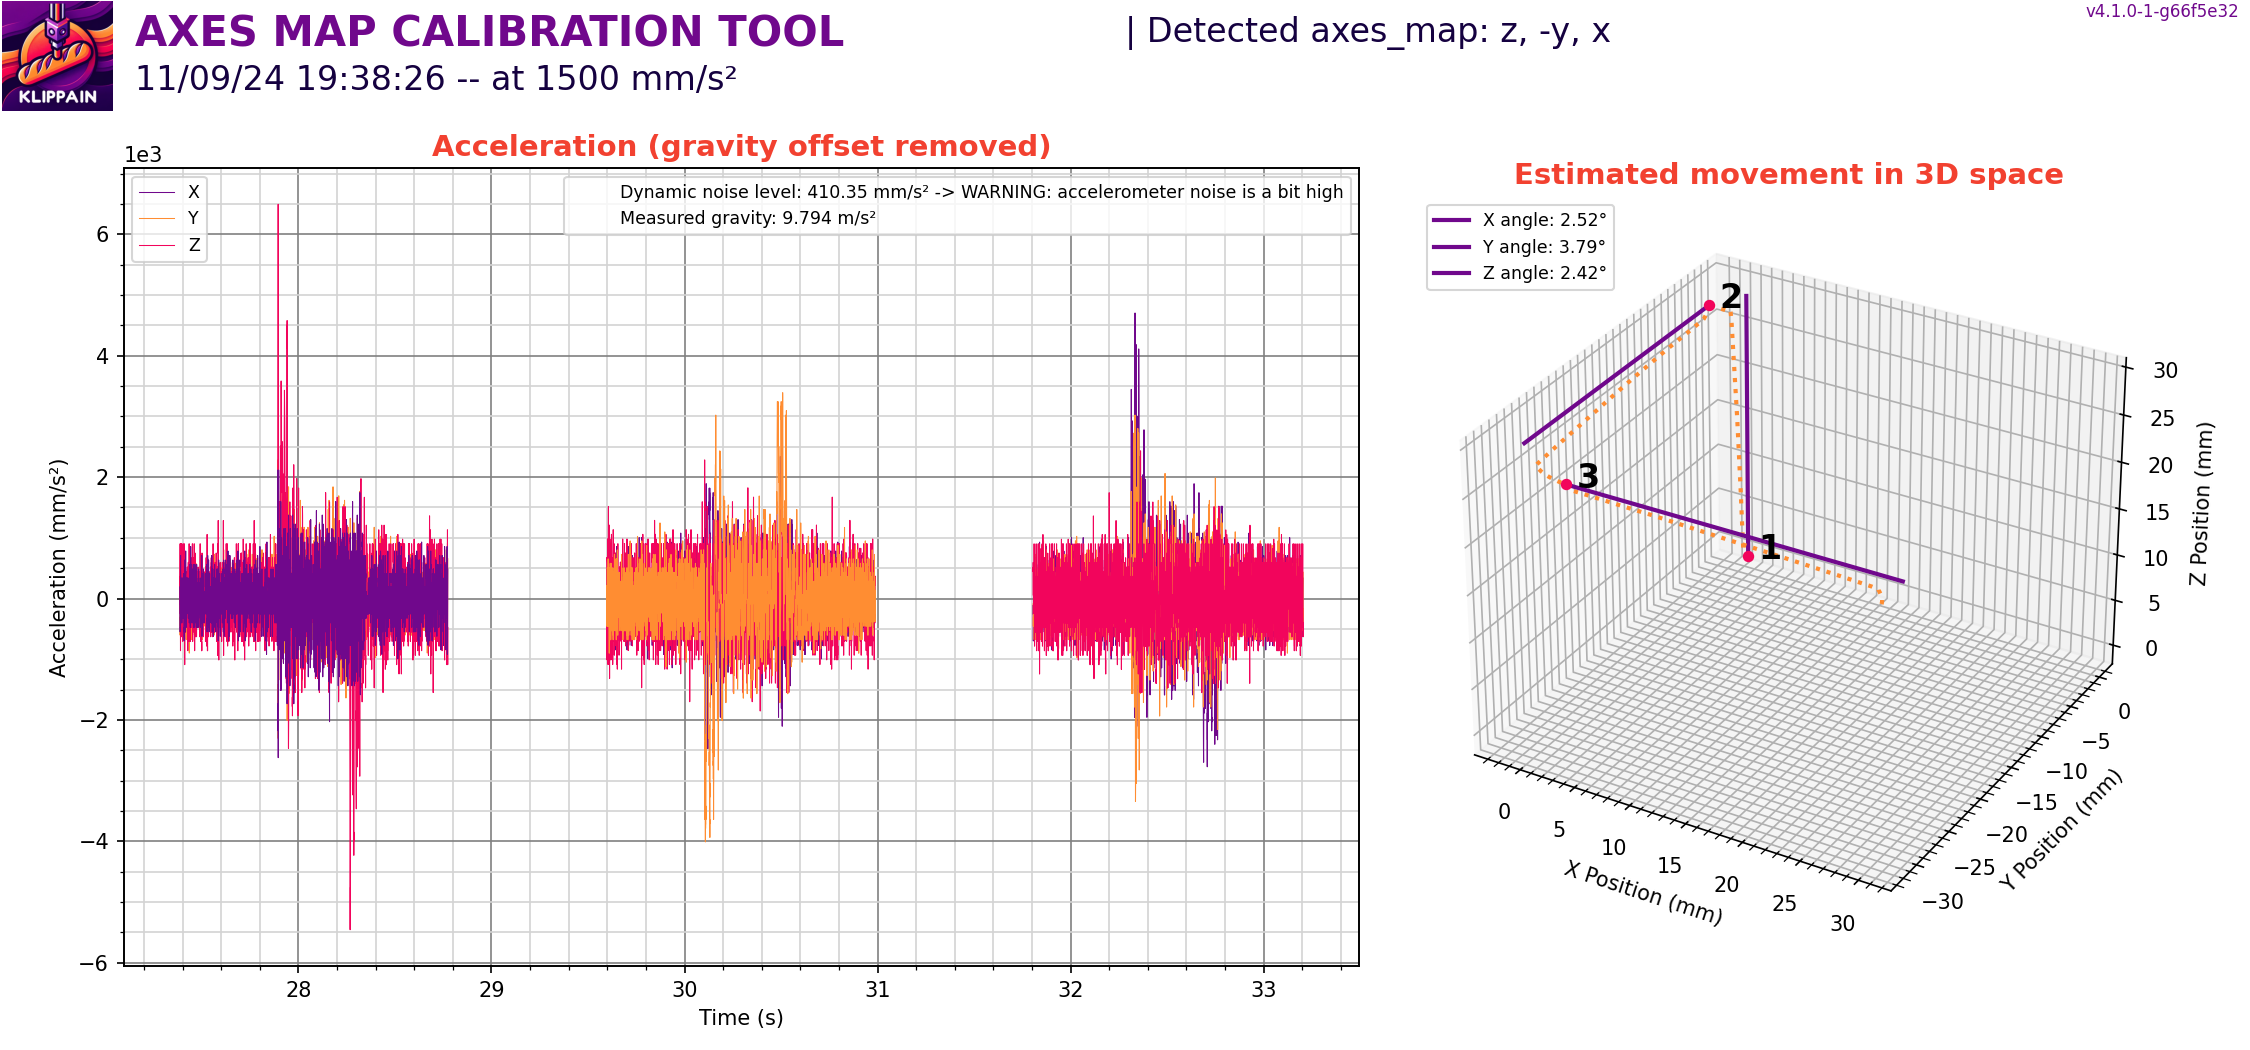 AXES MAP CALIBRATION TOOL
| Detected axes_map: z, -y, x
v4.1.0-1-g66f5e32
11/09/24 19:38:26 -- at 1500 mm/s²
KLIPPAIN
Acceleration (gravity offset removed)
1e3
X
Y
Z
Dynamic noise level: 410.35 mm/s² -> WARNING: accelerometer noise is a bit high
Measured gravity: 9.794 m/s²
6
4
2
0
−2
−4
−6
Acceleration (mm/s²)
28
29
30
31
32
33
Time (s)
Estimated movement in 3D space
X angle: 2.52°
Y angle: 3.79°
Z angle: 2.42°
2
3
1
30
25
20
15
10
5
0
Z Position (mm)
0
−5
−10
−15
−20
−25
−30
Y Position (mm)
0
5
10
15
20
25
30
X Position (mm)